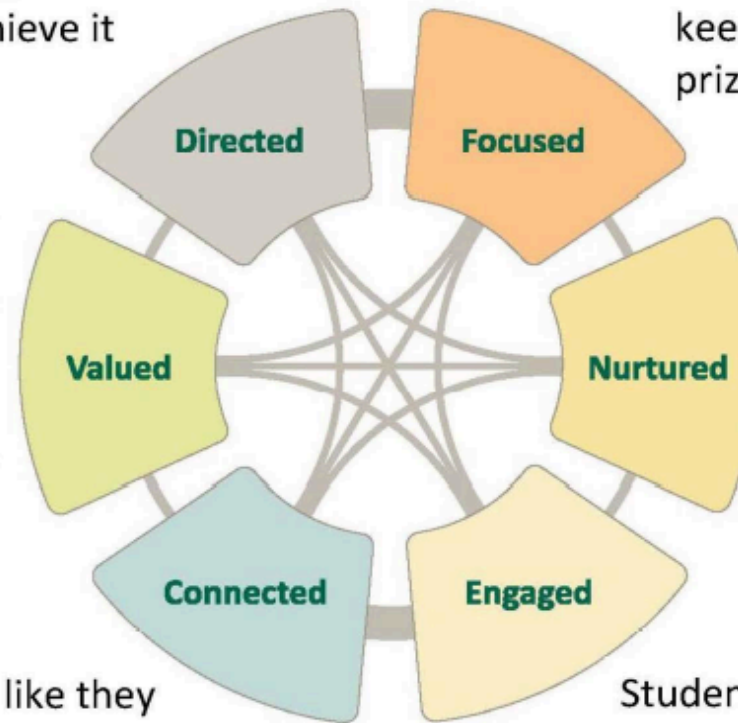 hieve it
kee
priz
Directed
Focused
Valued
Nurtured
Connected
Engaged
like they
Studen